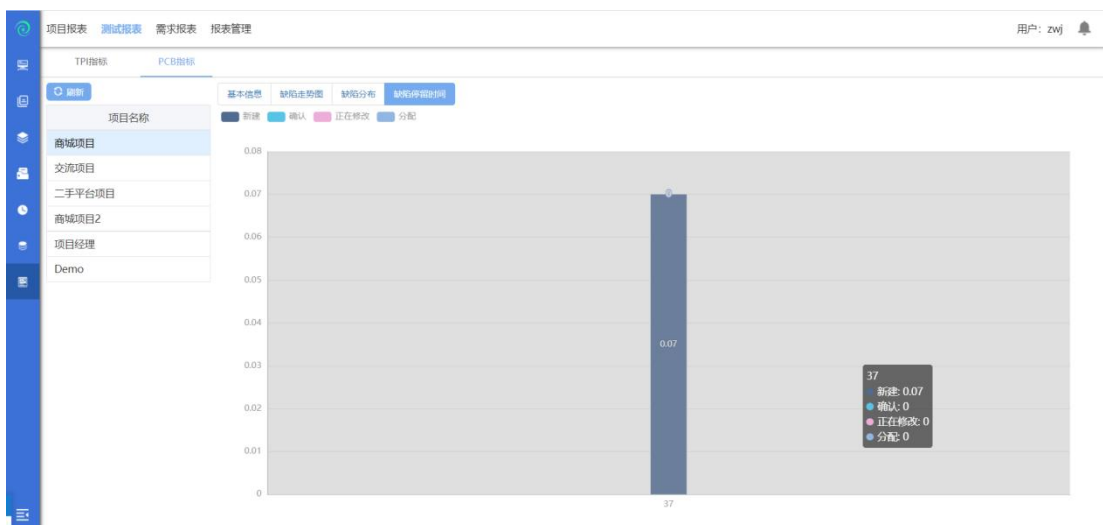 项目报表 测试报表 需求报表 报表管理 用户: zwj
TPI指标 PCB指标
刷新
基本信息 缺陷走势图 缺陷分布 缺陷停留时间
项目名称
新建 确认 正在修改 分配
商城项目
交流项目
二手平台项目
商城项目2
项目经理
Demo
0.08
0.07
0.06
0.05
0.04
0.03
0.02
0.01
0
0
0.07
37
37
新建: 0.07
确认: 0
正在修改: 0
分配: 0